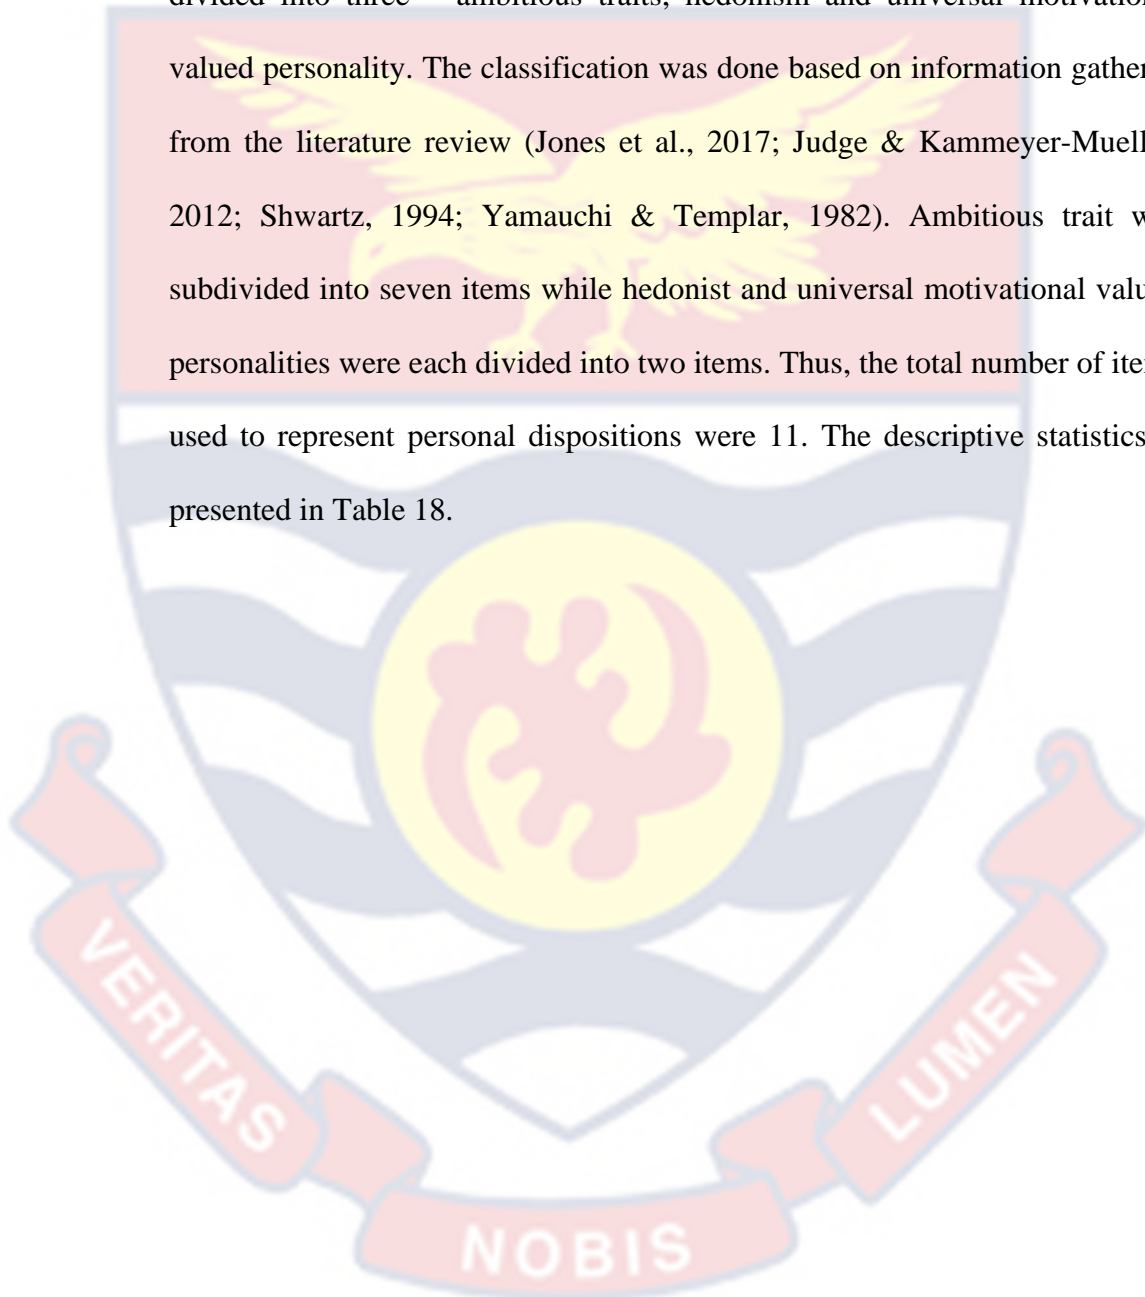 divided into three ambitious traits, hedonism and universal motivation
valued personality. The classification was done based on information gather
from the literature review (Jones et al., 2017; Judge & Kammeyer-Muell
2012; Shwartz, 1994; Yamauchi & Templar, 1982). Ambitious trait w
subdivided into seven items while hedonist and universal motivational valu
personalities were each divided into two items. Thus, the total number of ite
used to represent personal dispositions were 11. The descriptive statistics
presented in Table 18.
VERITAS
NOBIS
LUMEN